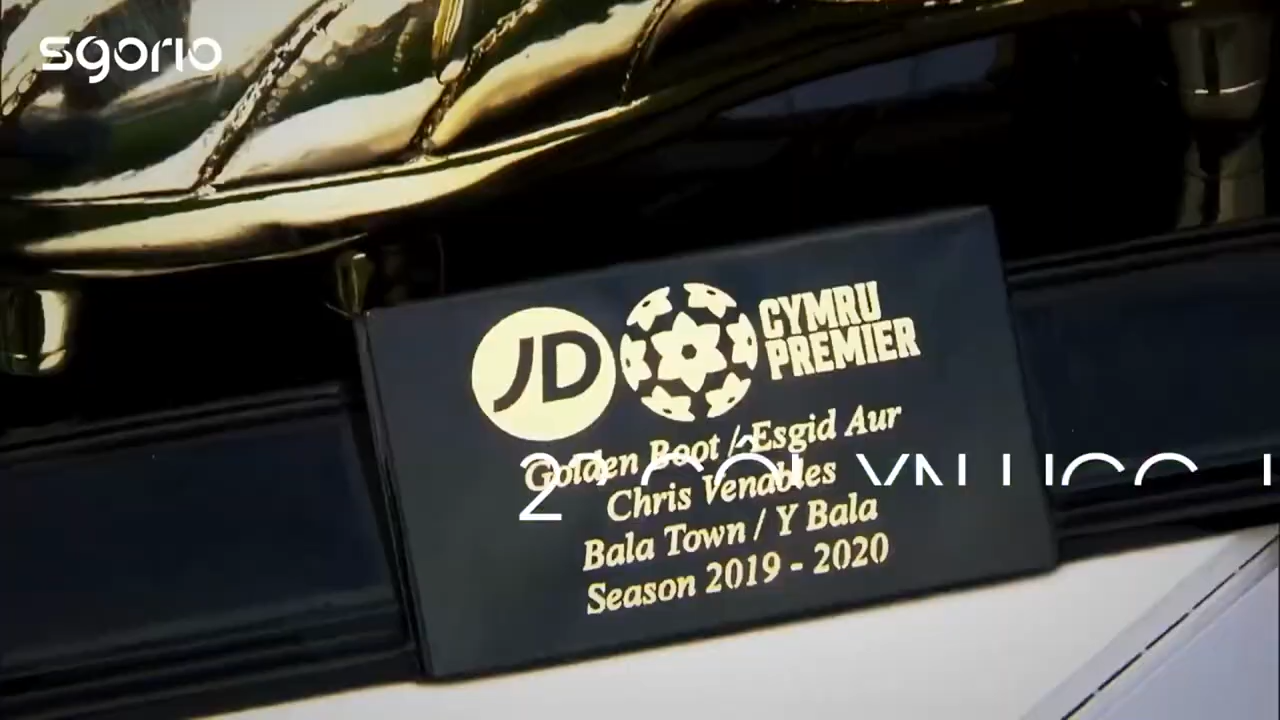 sgorio
JD CYMRU
PREMIER
Golden Boot / Esgid Aur
Chris Venables
Bala Town / Y Bala
Season 2019 - 2020